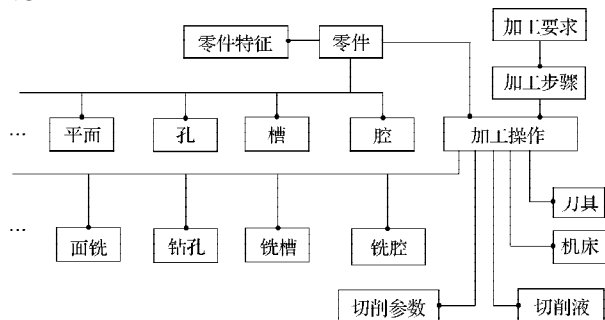 零件特征 零件 加工要求
加工步骤
… 平面 孔 槽 腔 加工操作
刀具
… 面铣 钻孔 铣槽 铣腔 机床
切削参数 切削液